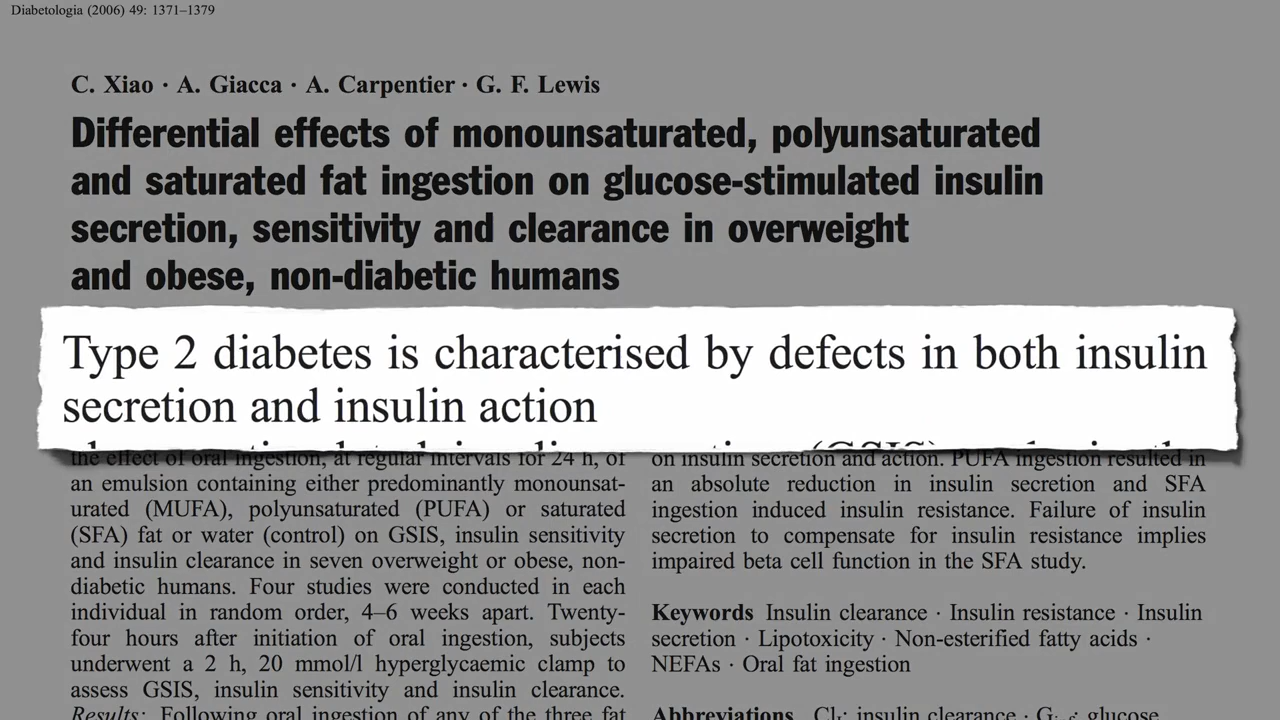 Diabetologia (2006) 49: 1371–1379
C. Xiao · A. Giacca · A. Carpentier · G. F. Lewis
Differential effects of monounsaturated, polyunsaturated
and saturated fat ingestion on glucose-stimulated insulin
secretion, sensitivity and clearance in overweight
and obese, non-diabetic humans
Type 2 diabetes is characterised by defects in both insulin
secretion and insulin action
the effect of oral ingestion, at regular intervals for 24 h, of
an emulsion containing either predominantly monounsat-
urated (MUFA), polyunsaturated (PUFA) or saturated
(SFA) fat or water (control) on GSIS, insulin sensitivity
and insulin clearance in seven overweight or obese, non-
diabetic humans. Four studies were conducted in each
individual in random order, 4–6 weeks apart. Twenty-
four hours after initiation of oral ingestion, subjects
underwent a 2 h, 20 mmol/l hyperglycaemic clamp to
assess GSIS, insulin sensitivity and insulin clearance.
Results: Following oral ingestion of any of the three fat
on insulin secretion and action. PUFA ingestion resulted in
an absolute reduction in insulin secretion and SFA
ingestion induced insulin resistance. Failure of insulin
secretion to compensate for insulin resistance implies
impaired beta cell function in the SFA study.
Keywords Insulin clearance · Insulin resistance · Insulin
secretion · Lipotoxicity · Non-esterified fatty acids ·
NEFAs · Oral fat ingestion
Abbreviations insulin clearance · glucose